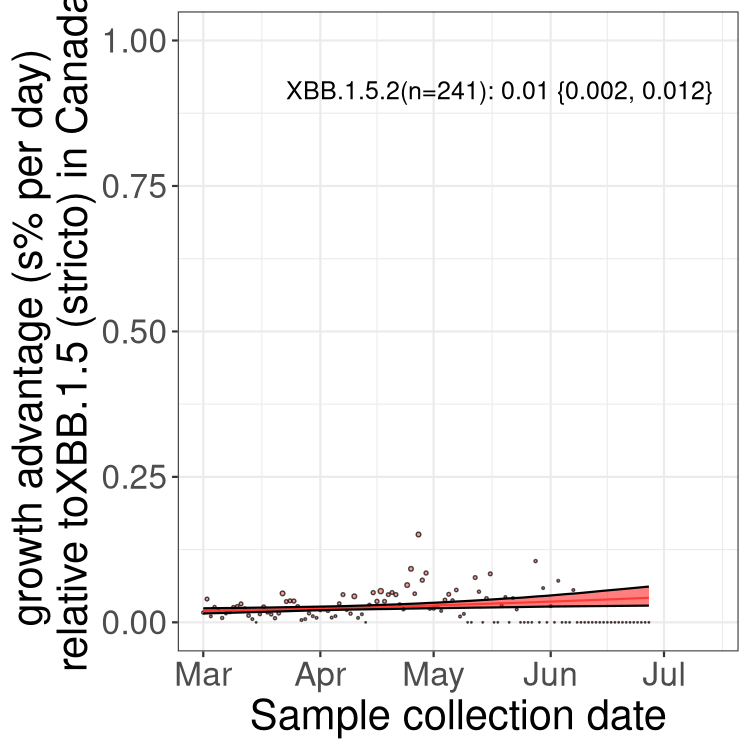 growth advantage (s% per day)
relative toXBB.1.5 (stricto) in Canada
1.00
0.75
0.50
0.25
0.00
XBB.1.5.2(n=241): 0.01 {0.002, 0.012}
Mar Apr May Jun Jul
Sample collection date